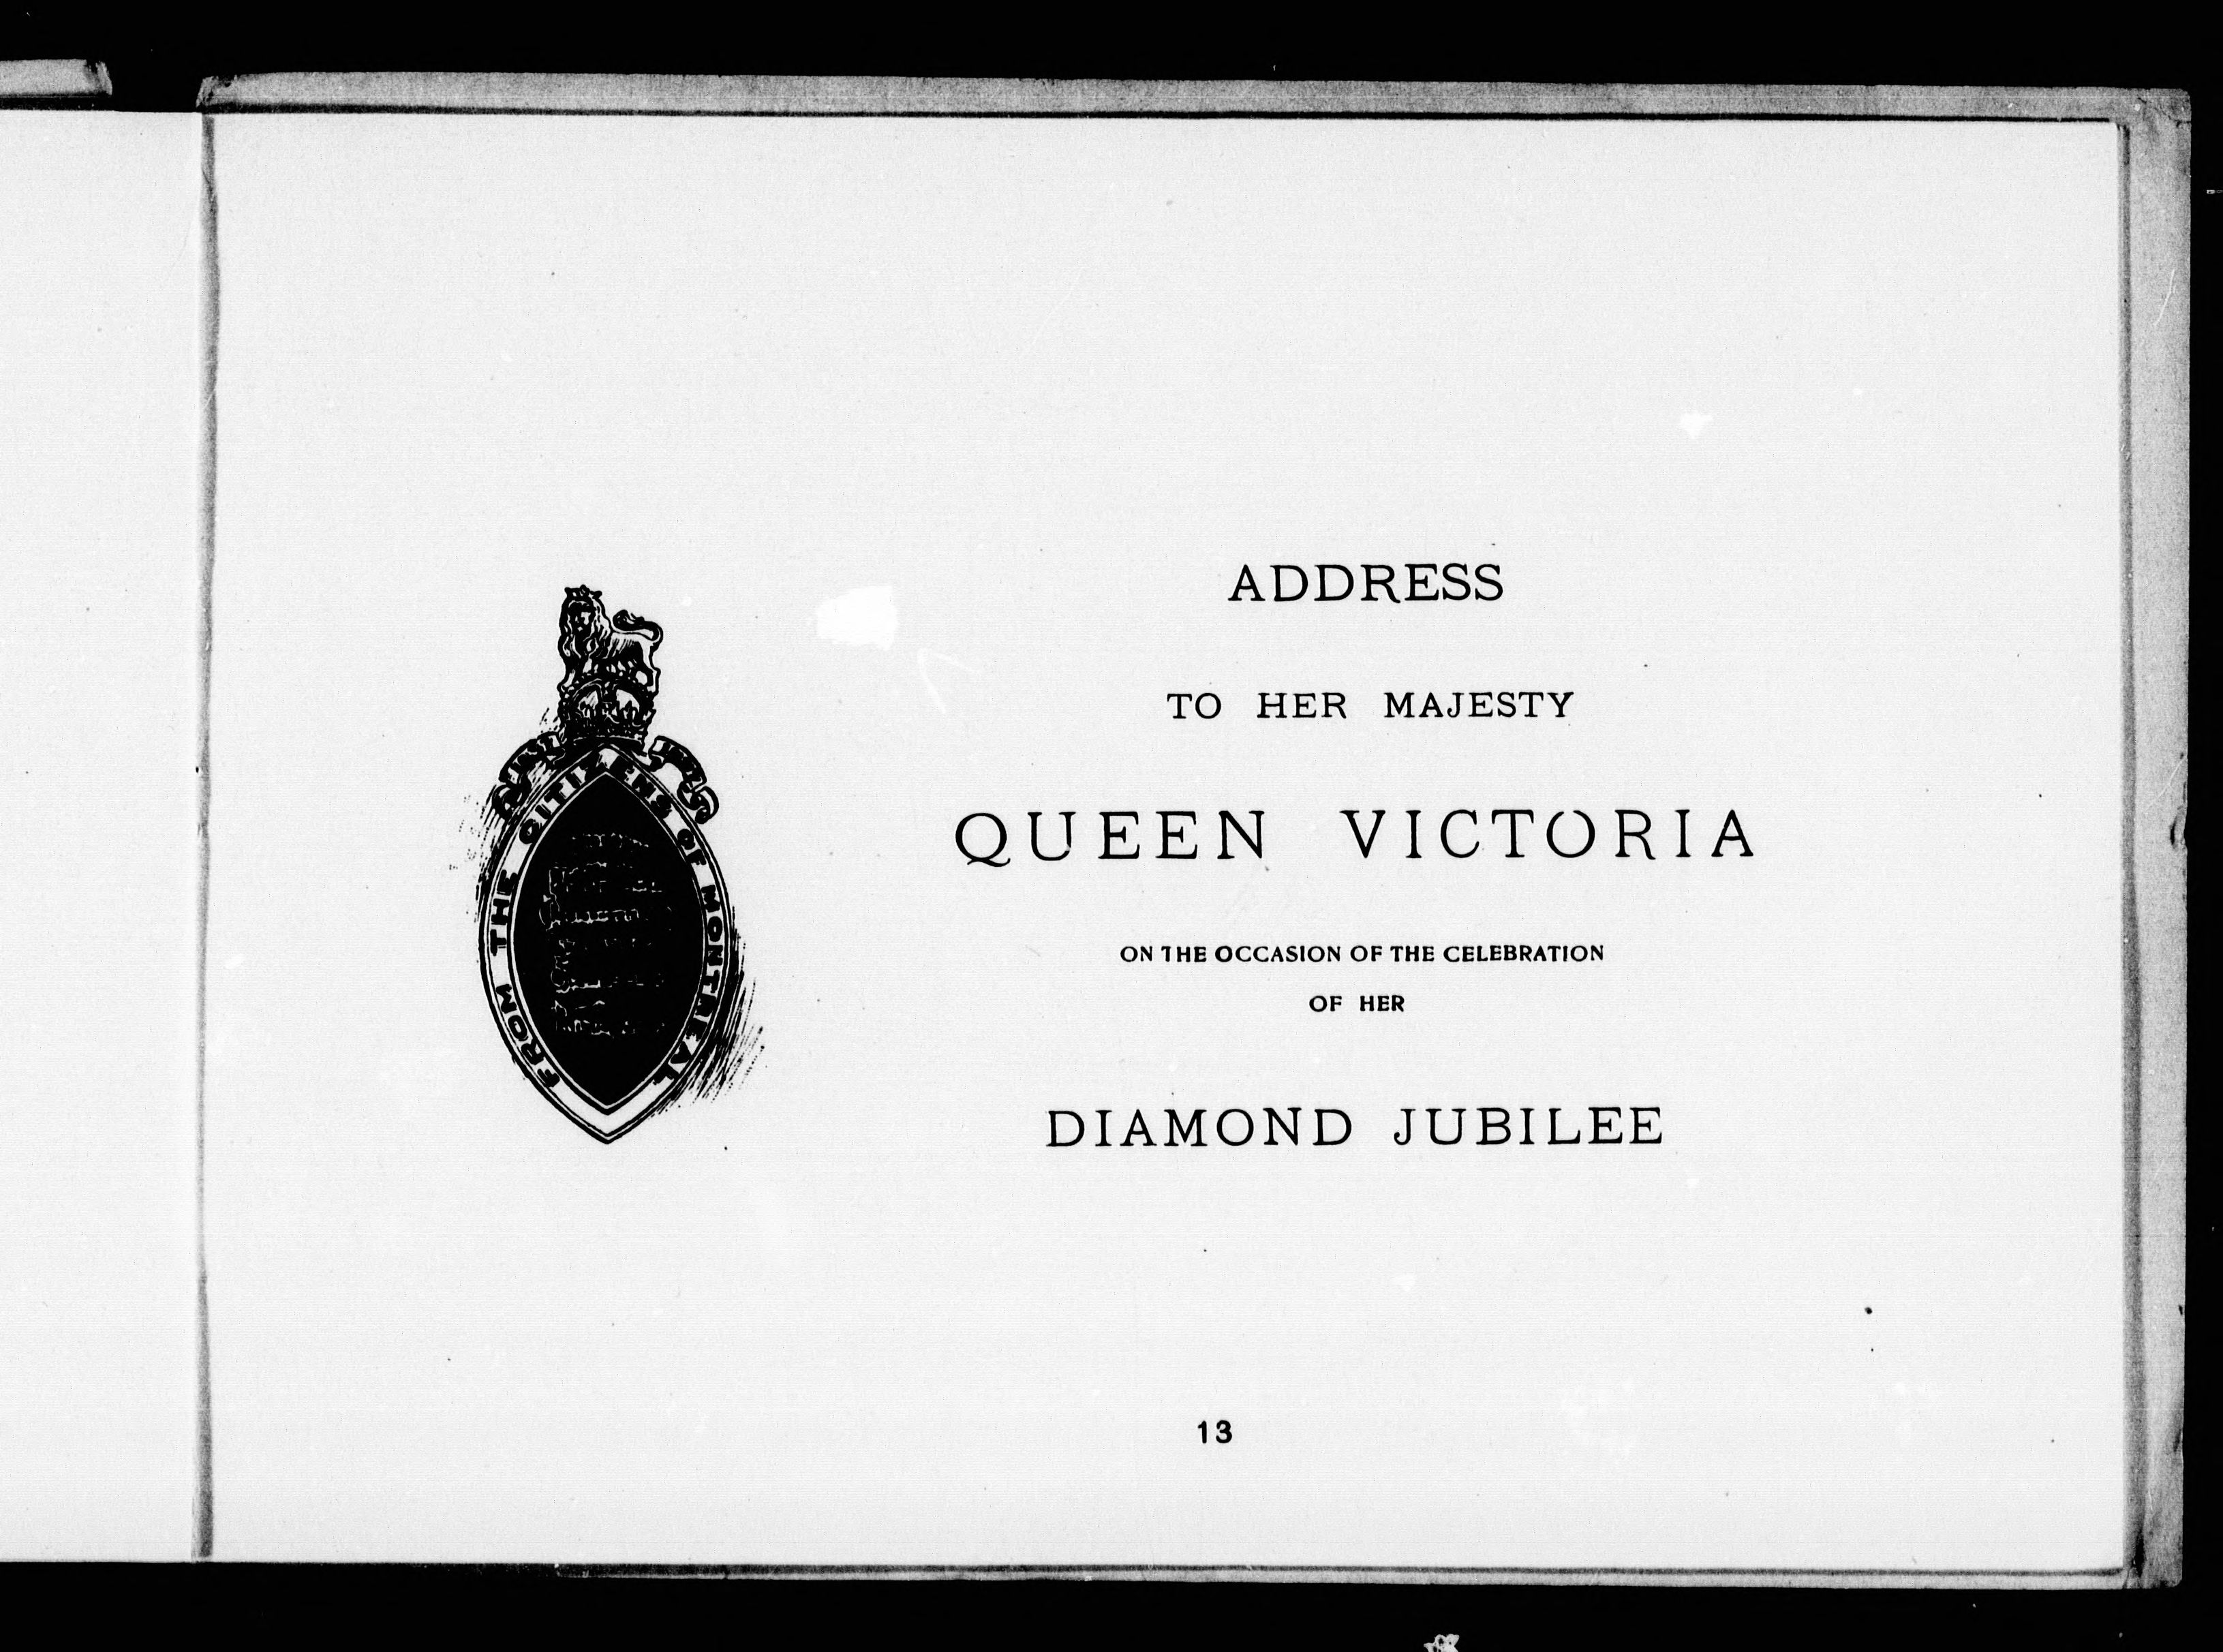 FROM THE CITIZENS OF MONTREAL
ADDRESS
TO HER MAJESTY
QUEEN VICTORIA
ON THE OCCASION OF THE CELEBRATION
OF HER
DIAMOND JUBILEE
13